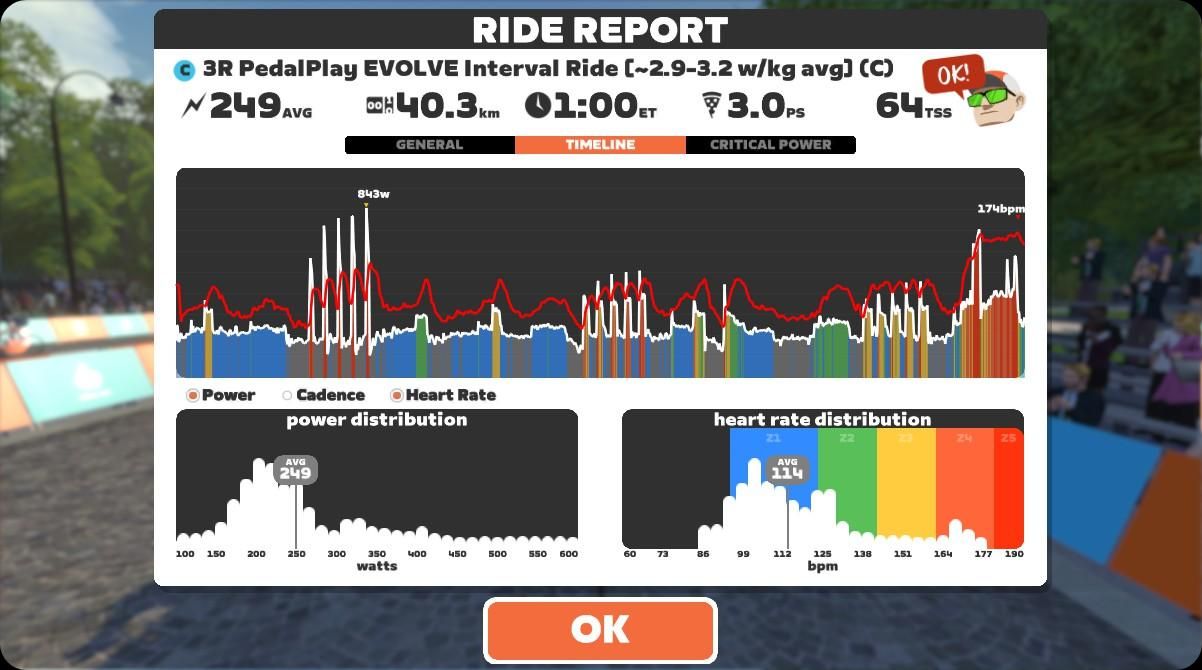 RIDE REPORT
C 3R PedalPlay EVOLVE Interval Ride [~2.9-3.2 w/kg avg] (C)
OK!
249AVG 40.3km 1:00ET 3.0PS 64TSS
GENERAL TIMELINE CRITICAL POWER
843w
174bpm
Power Cadence Heart Rate
power distribution
AVG
249
100 150 200 250 300 350 400 450 500 550 600
watts
heart rate distribution
Z1 Z2 Z3 Z4 Z5
AVG
114
60 73 86 99 112 125 138 151 164 177 190
bpm
OK